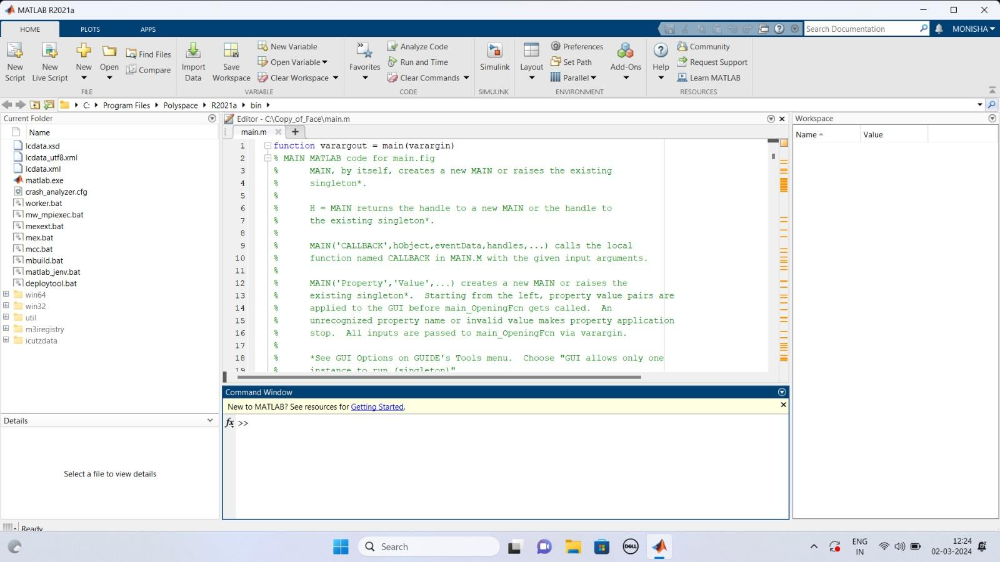 MATLAB R2021a
HOME
PLOTS
APPS
Search Documentation
MONISHA
New Script
New Live Script
New
Open
Find Files
Compare
FILE
Import Data
Save Workspace
New Variable
Open Variable
Clear Workspace
VARIABLE
Favorites
Analyze Code
Run and Time
Clear Commands
CODE
Simulink
SIMULINK
Layout
Preferences
Set Path
Parallel
Add-Ons
ENVIRONMENT
Help
Community
Request Support
Learn MATLAB
RESOURCES
C: Program Files Polyspace R2021a bin
Current Folder
Name
lcdata.xsd
lcdata_utf8.xml
lcdata.xml
matlab.exe
crash_analyzer.cfg
worker.bat
mw_mpiexec.bat
mexext.bat
mex.bat
mcc.bat
mbuild.bat
matlab_jenv.bat
deploytool.bat
win64
win32
util
m3iregistry
icutzdata
Details
Select a file to view details
Editor - C:\Copy_of_Face\main.m
main.m
1 function varargout = main(varargin)
2 % MAIN MATLAB code for main.fig
3 % MAIN, by itself, creates a new MAIN or raises the existing
4 % singleton*.
5 %
6 % H = MAIN returns the handle to a new MAIN or the handle to
7 % the existing singleton*.
8 %
9 % MAIN('CALLBACK',hObject,eventData,handles,...) calls the local
10 % function named CALLBACK in MAIN.M with the given input arguments.
11 %
12 % MAIN('Property','Value',...) creates a new MAIN or raises the
13 % existing singleton*. Starting from the left, property value pairs are
14 % applied to the GUI before main_OpeningFcn gets called. An
15 % unrecognized property name or invalid value makes property application
16 % stop. All inputs are passed to main_OpeningFcn via varargin.
17 %
18 % *See GUI Options on GUIDE's Tools menu. Choose "GUI allows only one
19 % instance to run (singleton)"
Command Window
New to MATLAB? See resources for Getting Started.
fx >>
Workspace
Name Value
Ready
Search
DELL
ENG
IN
12:24
02-03-2024